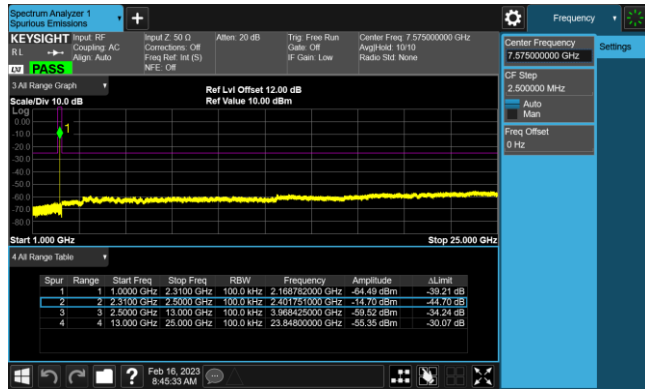 Spectrum Analyzer 1
Spurious Emissions
Frequency
KEYSIGHT Input: RF Input Z: 50 Ω Atten: 20 dB Trig: Free Run Center Freq: 7.575000000 GHz
RL Coupling: AC Corrections: Off Gate: Off Avg|Hold: 10/10
Align: Auto Freq Ref: Int (S) IF Gain: Low Radio Std: None
LXI PASS NFE: Off
Center Frequency
7.575000000 GHz
Settings
CF Step
2.500000 MHz
Auto
Man
Freq Offset
0 Hz
3 All Range Graph
Ref Lvl Offset 12.00 dB
Scale/Div 10.0 dB Ref Value 10.00 dBm
Log
0.00
-10.0
-20.0
-30.0
-40.0
-50.0
-60.0
-70.0
-80.0
1
Start 1.000 GHz Stop 25.000 GHz
4 All Range Table
Spur Range Start Freq Stop Freq RBW Frequency Amplitude ΔLimit
1 1 1.0000 GHz 2.3100 GHz 100.0 kHz 2.168782000 GHz -64.49 dBm -39.21 dB
2 2 2.3100 GHz 2.5000 GHz 100.0 kHz 2.401751000 GHz -14.70 dBm -44.70 dB
3 3 2.5000 GHz 13.000 GHz 100.0 kHz 3.968425000 GHz -59.52 dBm -34.24 dB
4 4 13.000 GHz 25.000 GHz 100.0 kHz 23.84800000 GHz -55.35 dBm -30.07 dB
?
Feb 16, 2023
8:45:33 AM